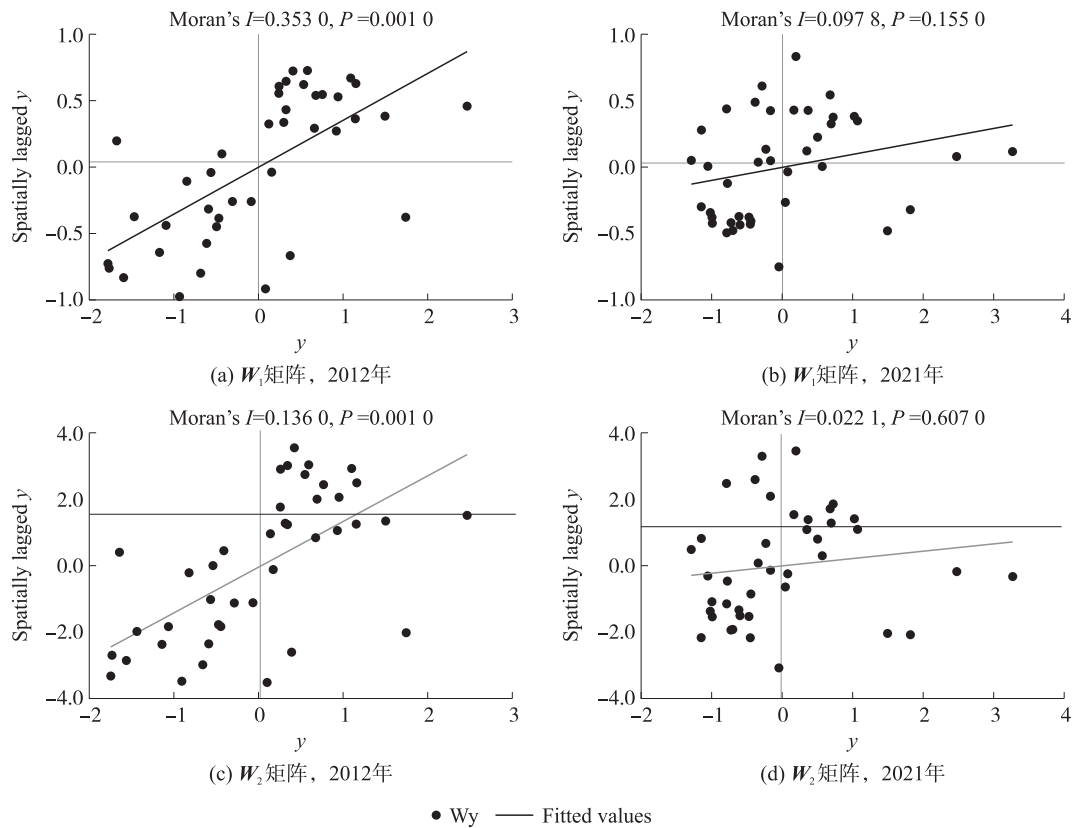 Moran's I=0.353 0, P =0.001 0
1.0
0.5
0.0
−0.5
−1.0
Spatially lagged y
−2
−1
0
1
2
3
y
(a) W1矩阵，2012年
Moran's I=0.097 8, P =0.155 0
1.0
0.5
0.0
−0.5
−1.0
Spatially lagged y
−2
−1
0
1
2
3
4
y
(b) W1矩阵，2021年
Moran's I=0.136 0, P =0.001 0
4.0
2.0
0.0
−2.0
−4.0
Spatially lagged y
−2
−1
0
1
2
3
y
(c) W2矩阵，2012年
Moran's I=0.022 1, P =0.607 0
4.0
2.0
0.0
−2.0
−4.0
Spatially lagged y
−2
−1
0
1
2
3
4
y
(d) W2矩阵，2021年
Wy Fitted values